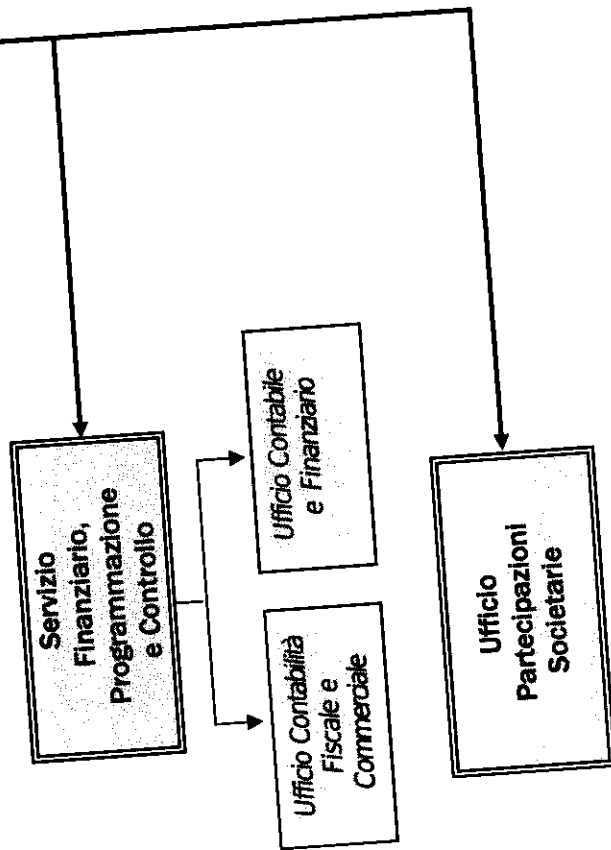 Servizio
Finanziario,
Programmazione
e Controllo
Ufficio Contabilità
Fiscale e
Commerciale
Ufficio Contabile
e Finanziario
Ufficio
Partecipazioni
Societarie